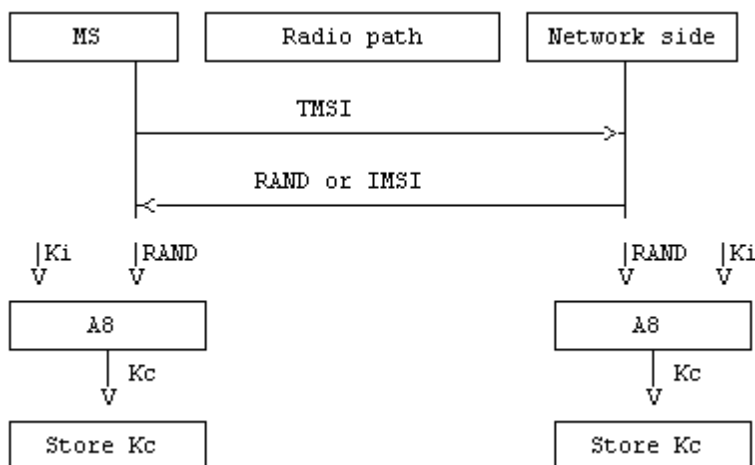 MS Radio path Network side
TMSI
RAND or IMSI
Ki RAND RAND Ki
A8 A8
Kc Kc
Store Kc Store Kc